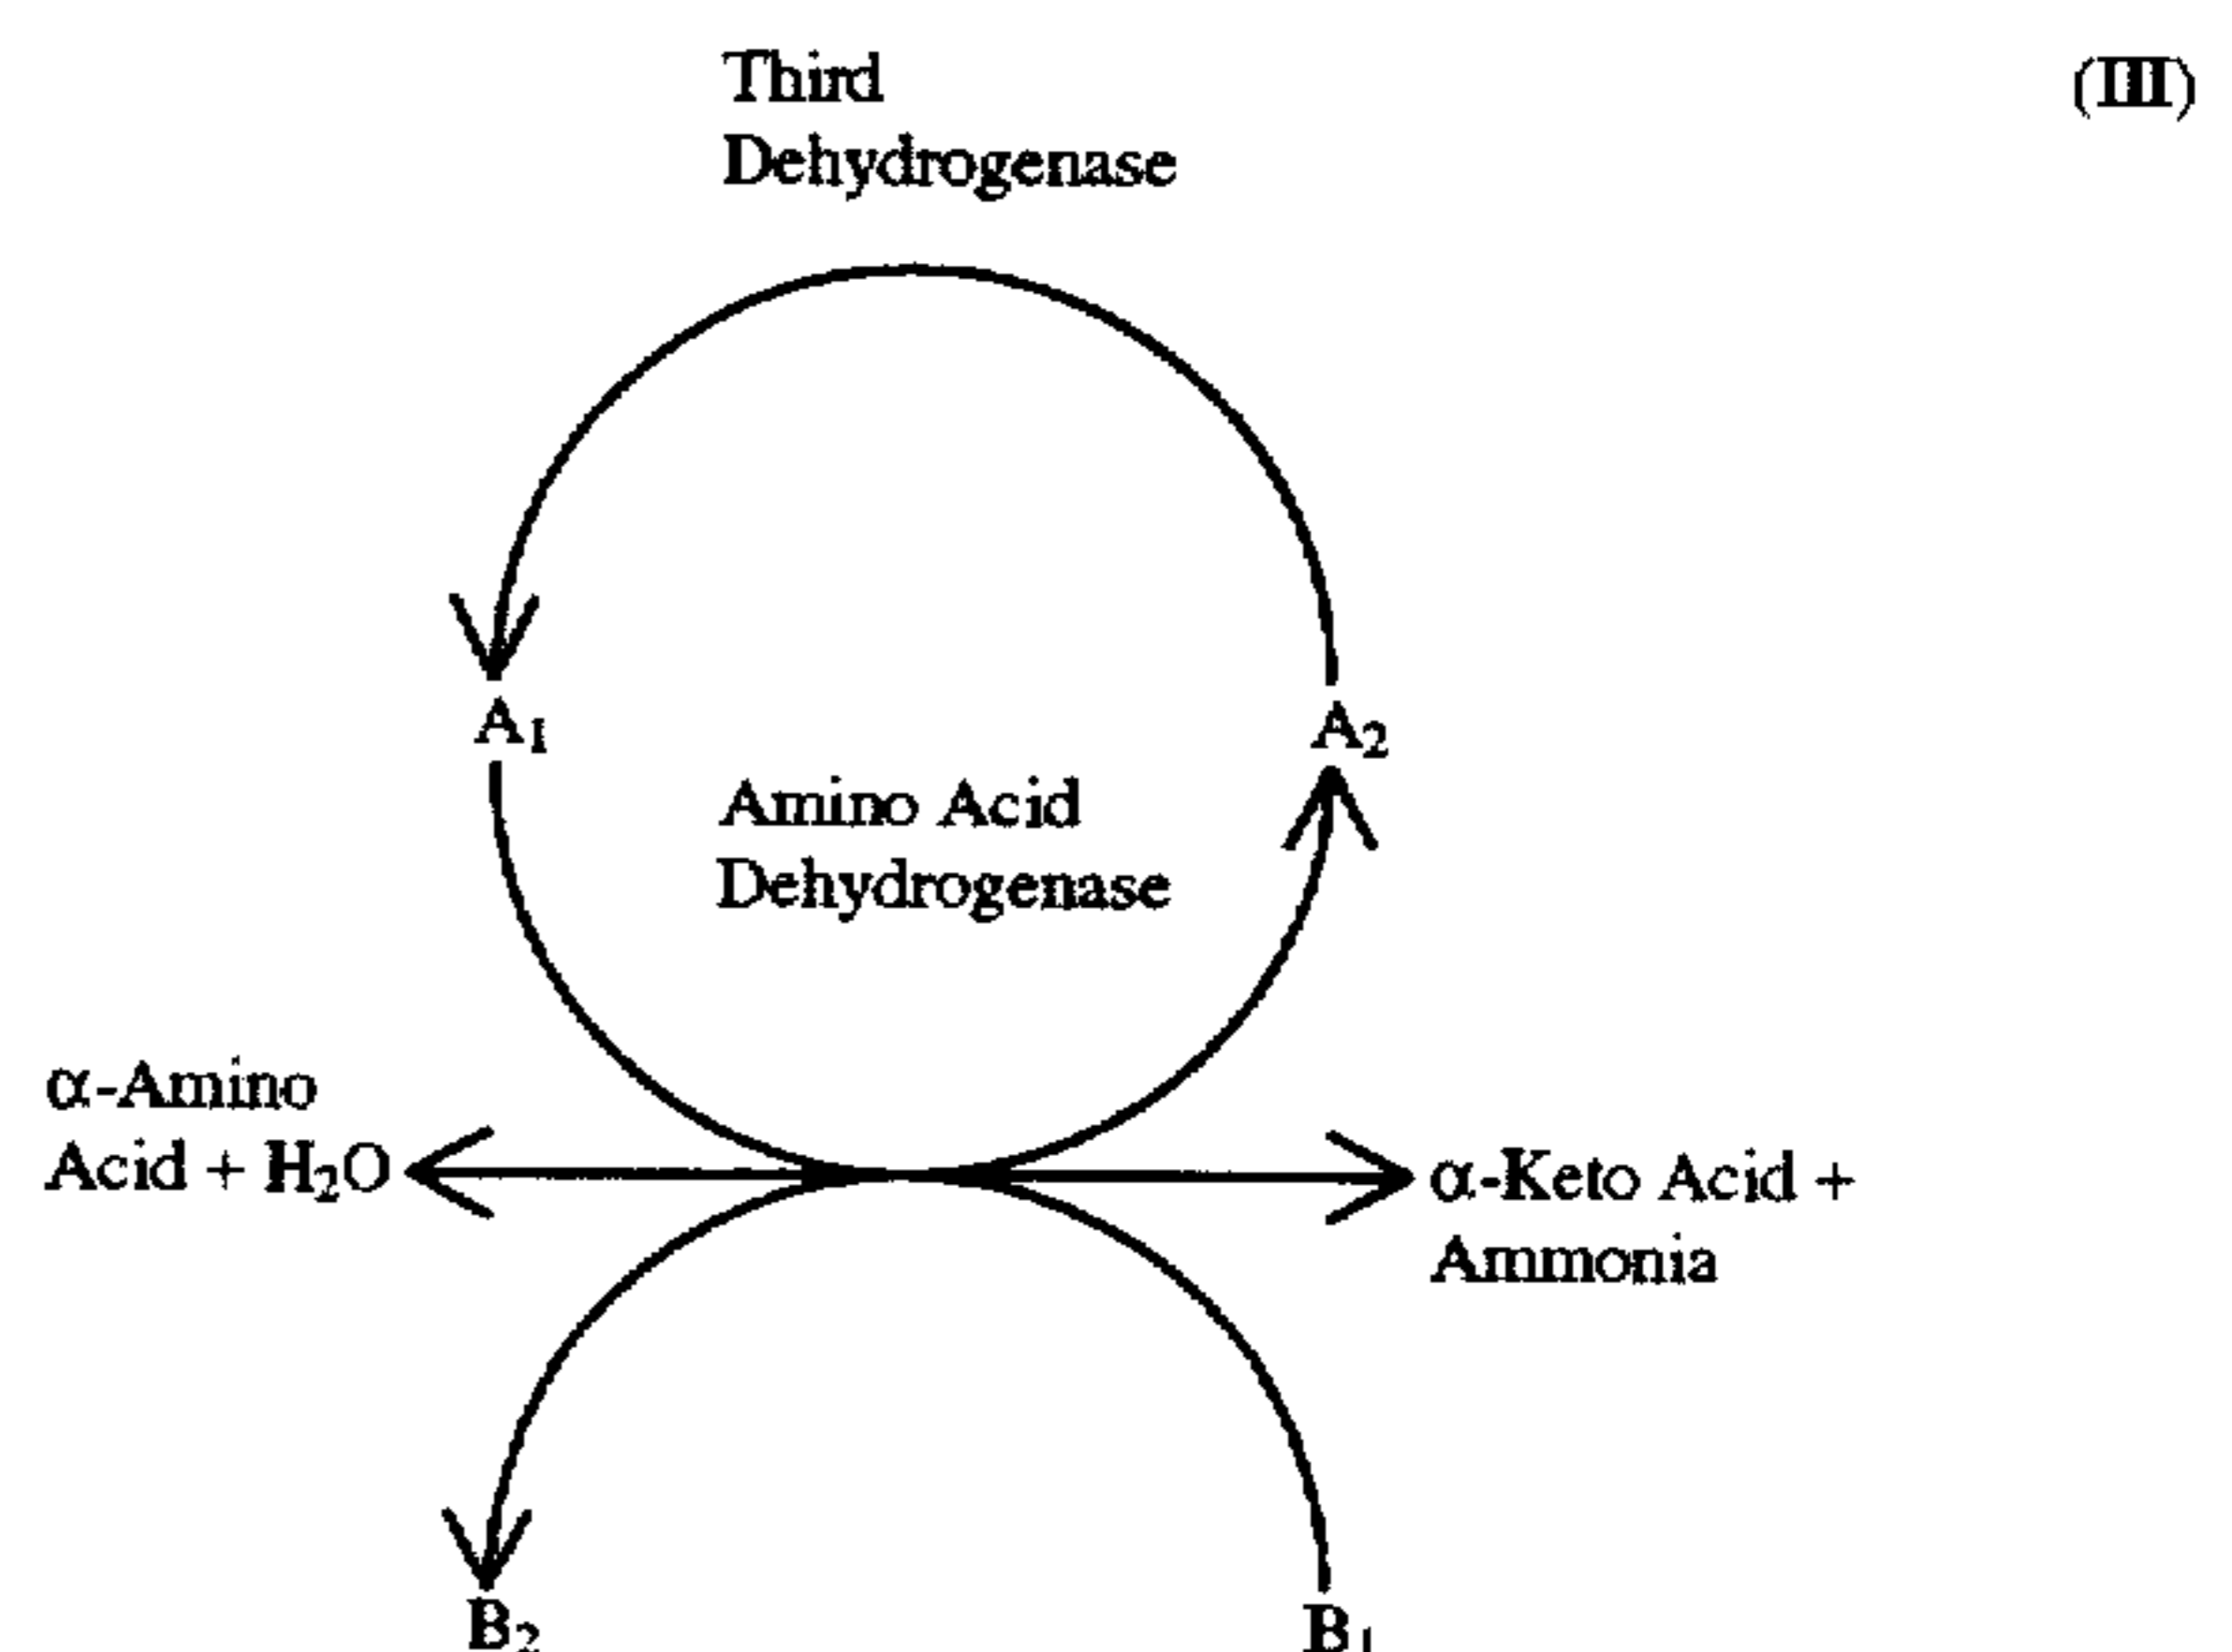 Third
Dehydrogenase
(III)
A₁
A₂
Amino Acid
Dehydrogenase
α-Amino
Acid + H₂O
α-Keto Acid +
Ammonia
B₂
B₁